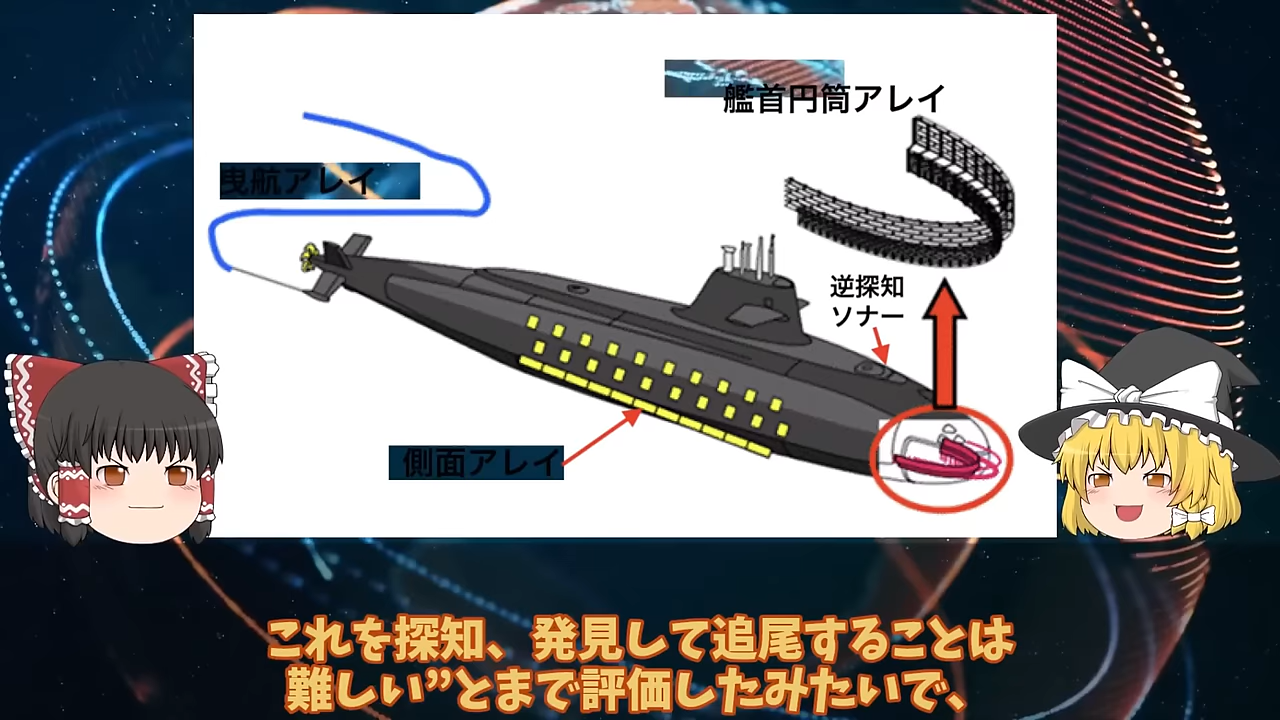 艦首円筒アレイ
曳航アレイ
逆探知
ソナー
側面アレイ
これを探知、発見して追尾することは
難しい”とまで評価したみたいで、